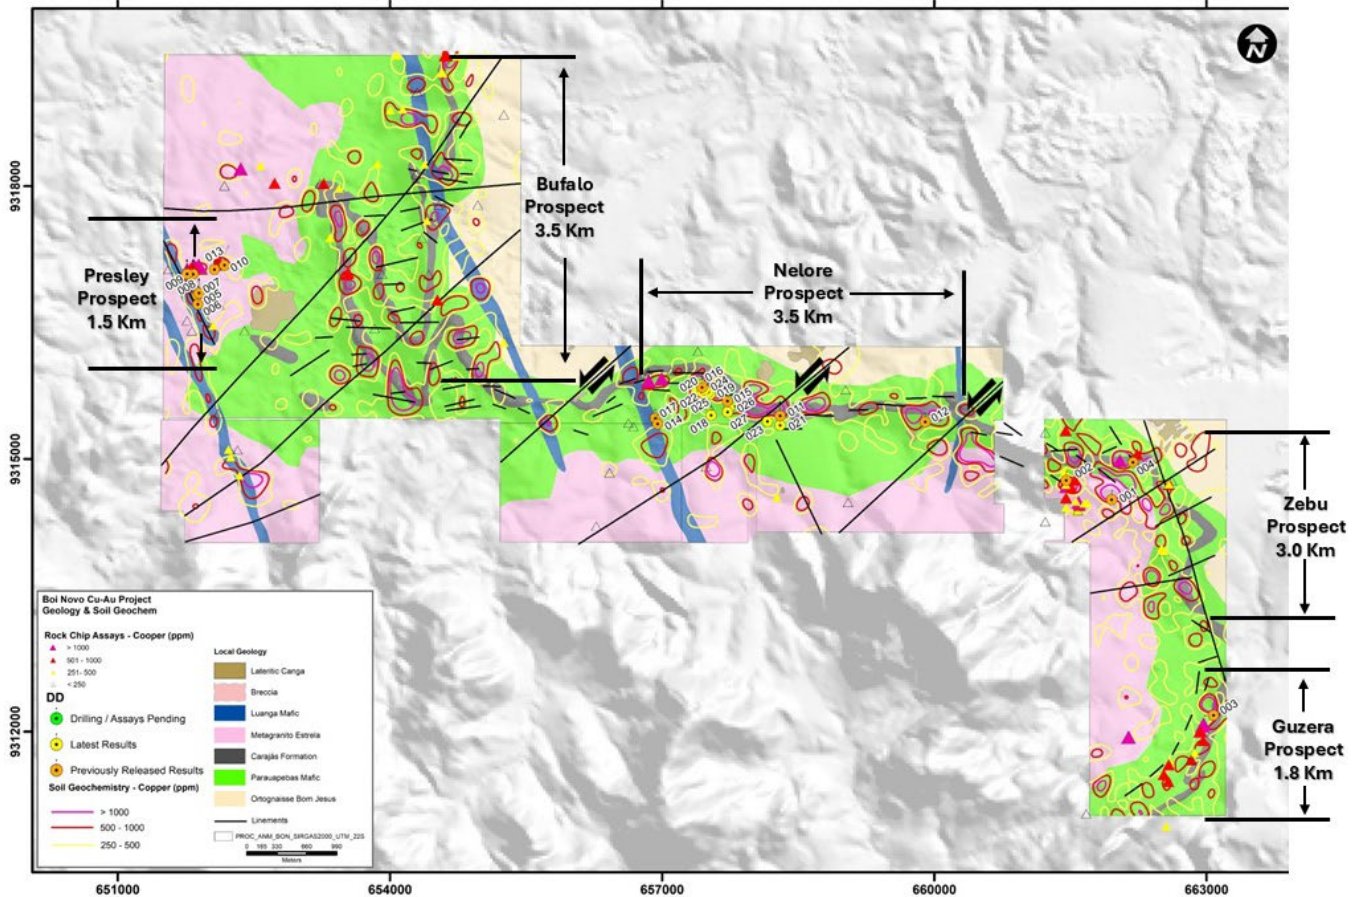 N
9318000
9315000
9312000
651000
654000
657000
660000
663000
Bufalo
Prospect
3.5 Km
Presley
Prospect
1.5 Km
Nelore
Prospect
3.5 Km
Zebu
Prospect
3.0 Km
Guzera
Prospect
1.8 Km
013
010
009
008
007
005
006
016
020
024
019
022
015
025
026
017
014
018
023
011
021
012
002
004
001
003
Boi Novo Cu-Au Project
Geology & Soil Geochem
Rock Chip Assays - Cooper (ppm)
> 1000
501 - 1000
251- 500
< 250
DD
Drilling / Assays Pending
Latest Results
Previously Released Results
Soil Geochemistry - Copper (ppm)
> 1000
500 - 1000
250 - 500
Local Geology
Lateritic Canga
Breccia
Luanga Mafic
Metagranito Estrela
Carajás Formation
Parauapebas Mafic
Ortognaisse Bom Jesus
Linements
PROC_ANM_BON_SIRGAS2000_UTM_22S
0 165 330 660 990
Meters